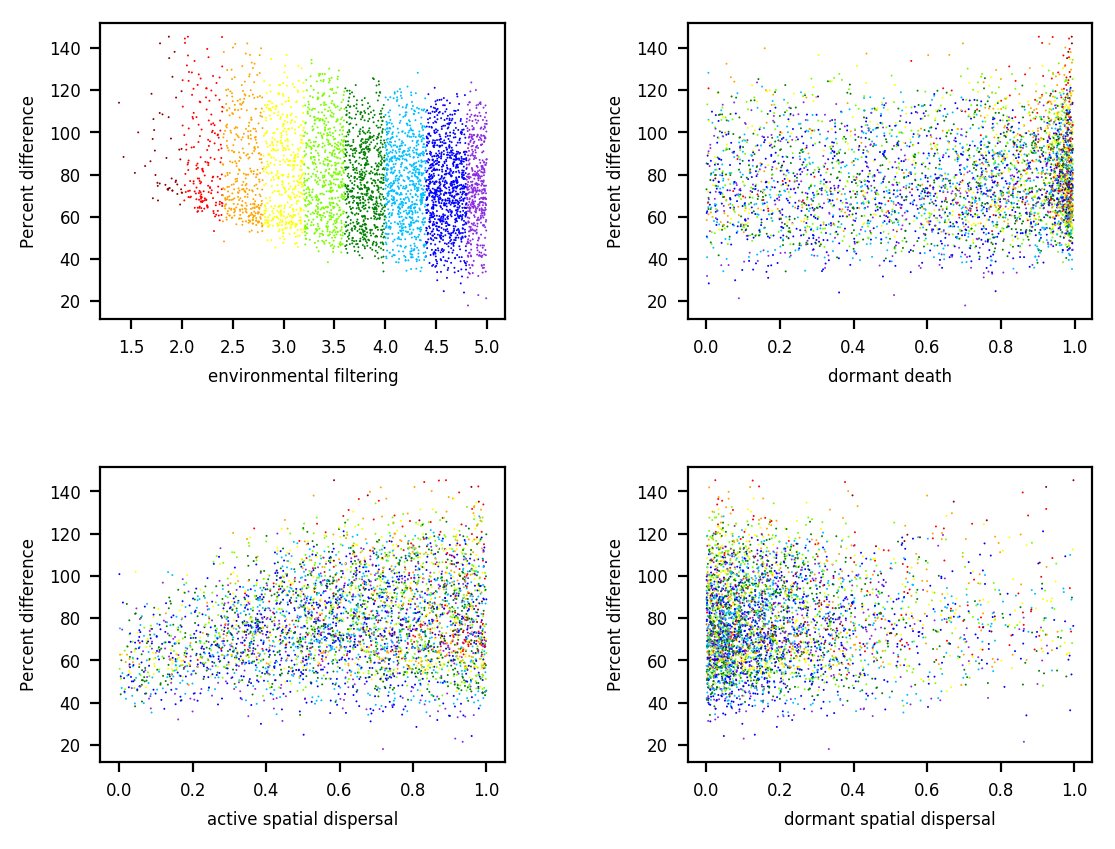 140
120
100
80
60
40
20
Percent difference
1.5 2.0 2.5 3.0 3.5 4.0 4.5 5.0
environmental filtering
140
120
100
80
60
40
20
Percent difference
0.0 0.2 0.4 0.6 0.8 1.0
dormant death
140
120
100
80
60
40
20
Percent difference
0.0 0.2 0.4 0.6 0.8 1.0
active spatial dispersal
140
120
100
80
60
40
20
Percent difference
0.0 0.2 0.4 0.6 0.8 1.0
dormant spatial dispersal